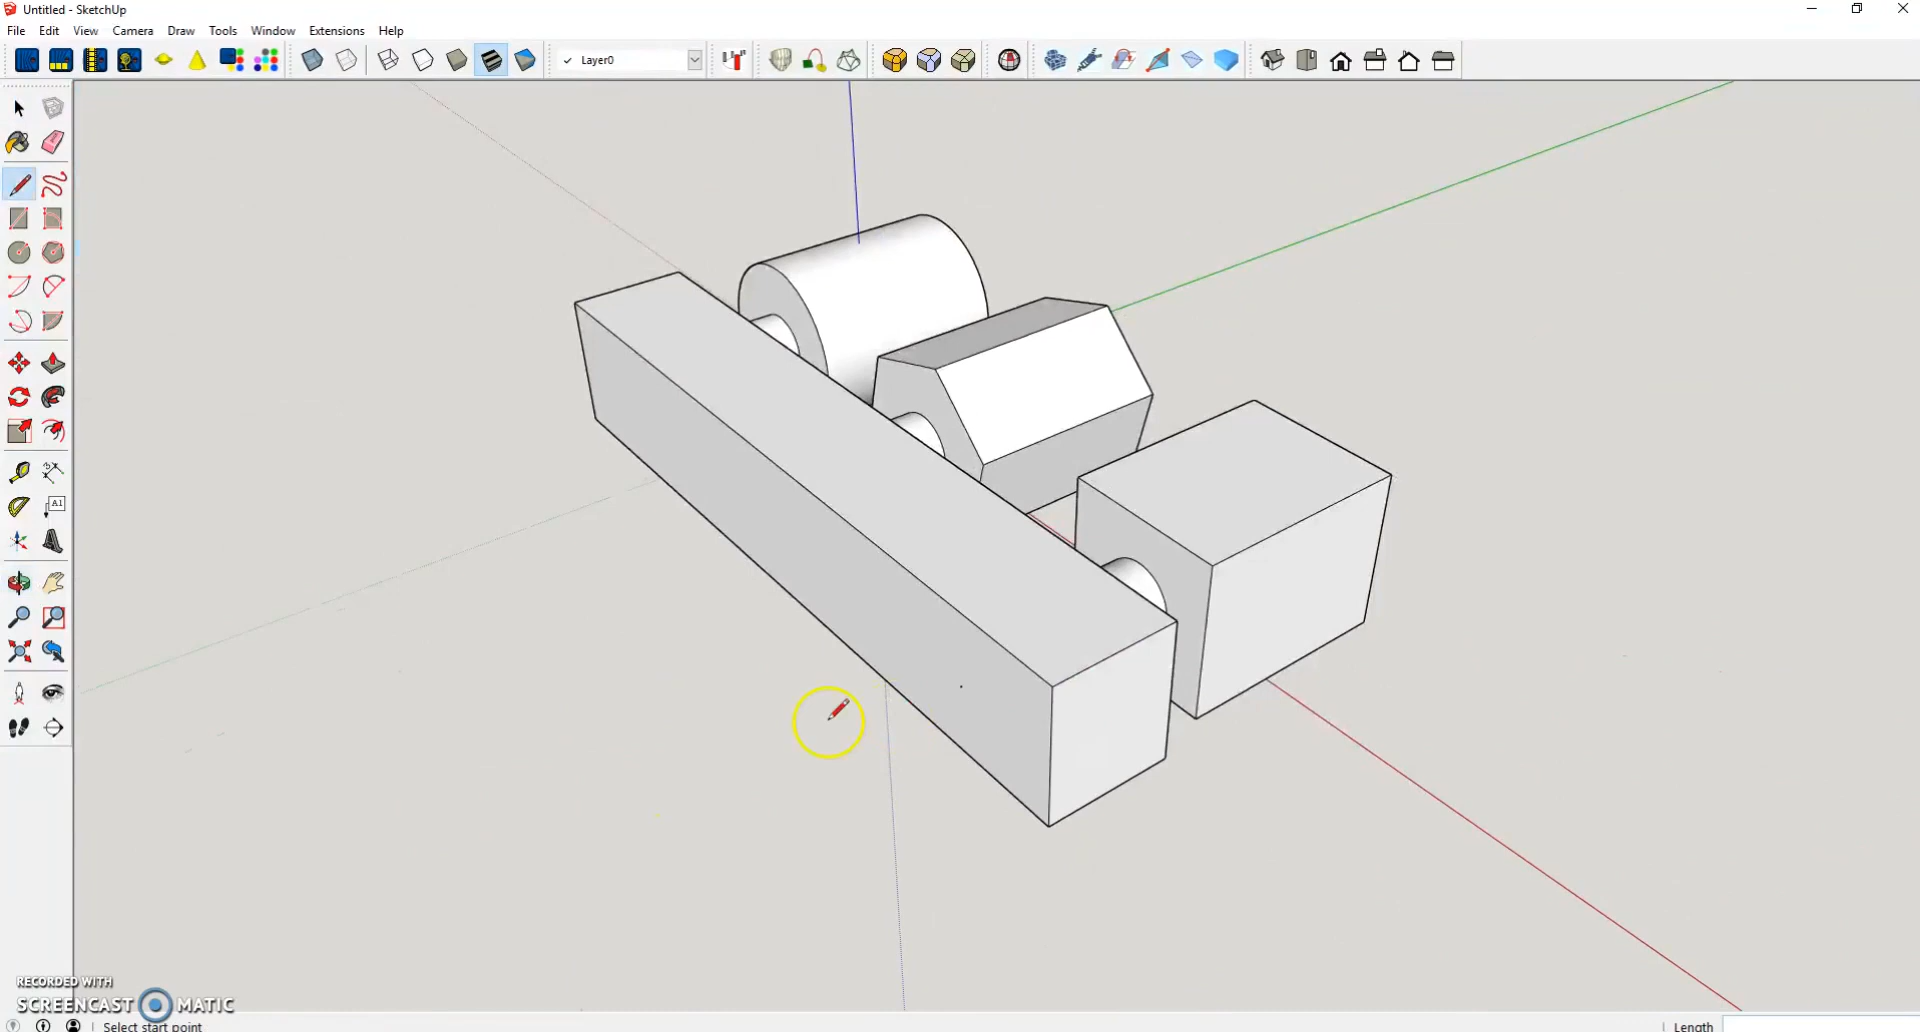 Untitled - SketchUp
File Edit View Camera Draw Tools Window Extensions Help
Layer0
A1
RECORDED WITH
SCREENCAST MATIC
Select start point
Length